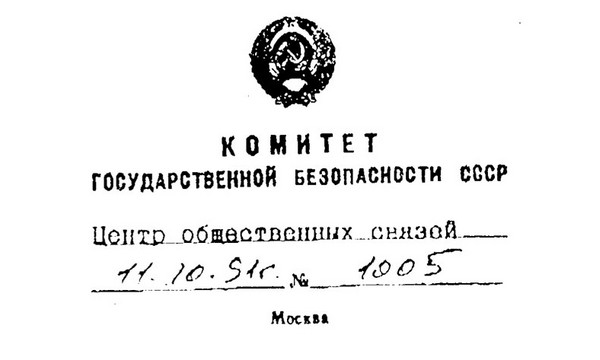 КОМИТЕТ
ГОСУДАРСТВЕННОЙ БЕЗОПАСНОСТИ СССР
Центр общественных связей
11.10.91г. № 1005
Москва